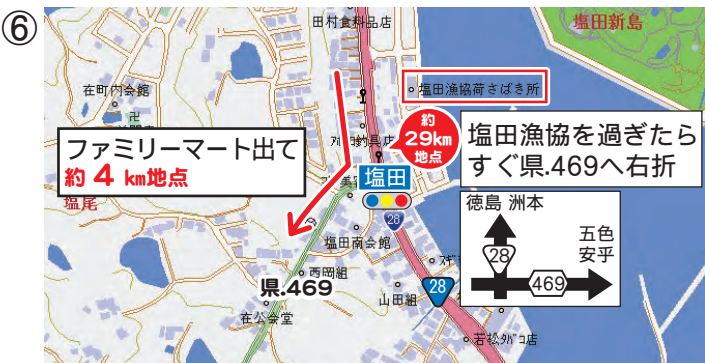 ⑥
田村食料品店
塩田新島
在町内会館
塩田漁協荷さばき所
約
29km
地点
ファミリーマート出て
約 4 km地点
塩田漁協を過ぎたら
すぐ県.469へ右折
塩尾
塩田
28
塩田南会館
西岡組
県.469
在公会堂
山田組
28
若松タバコ店
徳島 洲本
五色
安平
28
469